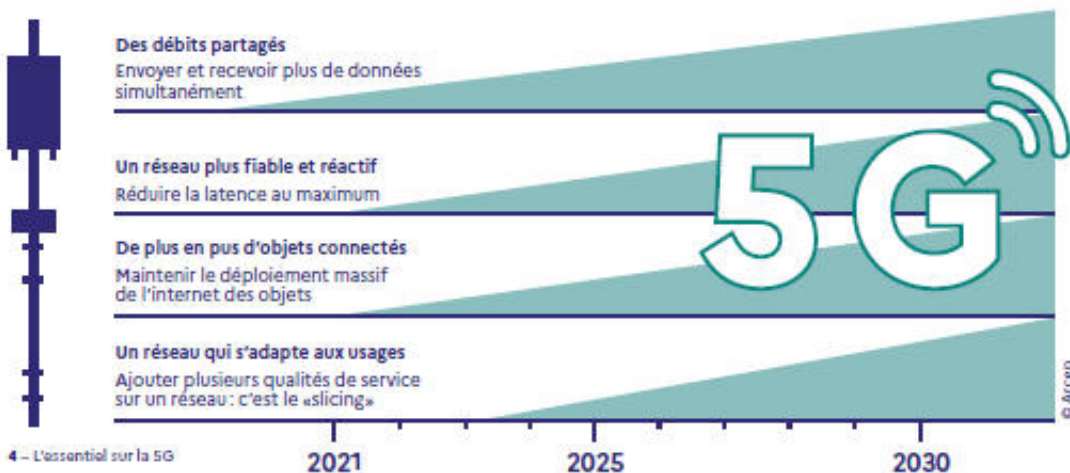 Des débits partagés
Envoyer et recevoir plus de données
simultanément
Un réseau plus fiable et réactif
Réduire la latence au maximum
De plus en pus d'objets connectés
Maintenir le déploiement massif
de l'internet des objets
Un réseau qui s'adapte aux usages
Ajouter plusieurs qualités de service
sur un réseau : c'est le «slicing»
5G
© Arcep
4 – L'essentiel sur la 5G
2021
2025
2030